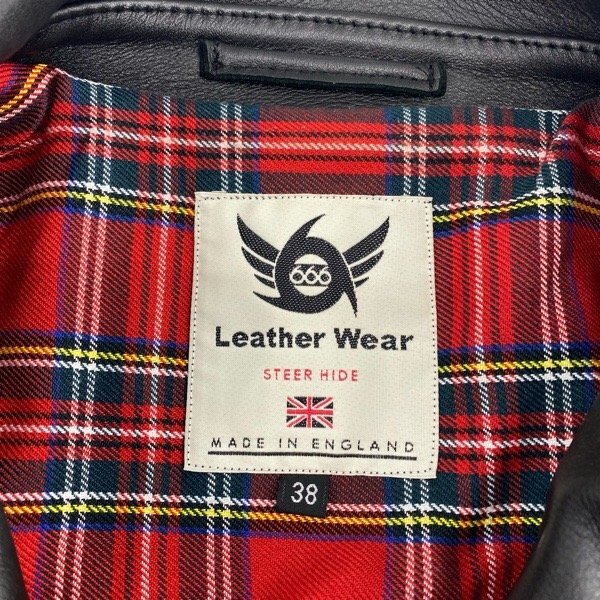 666
Leather Wear
STEER HIDE
MADE IN ENGLAND
38